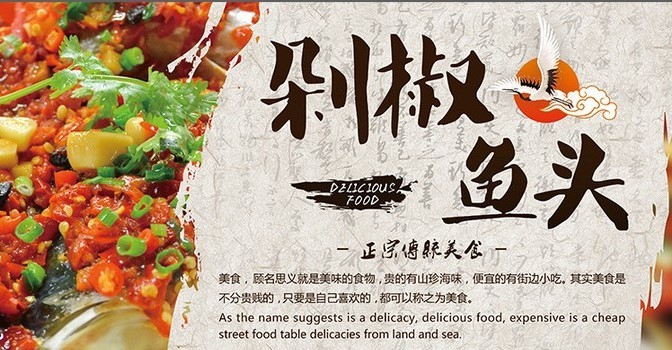 剁椒
鱼头
DELICIOUS
FOOD
— 正宗傳統美食 —
美食，顾名思义就是美味的食物，贵的有山珍海味，便宜的有街边小吃。其实美食是
不分贵贱的，只要是自己喜欢的，都可以称之为美食。
As the name suggests is a delicacy, delicious food, expensive is a cheap
street food table delicacies from land and sea.